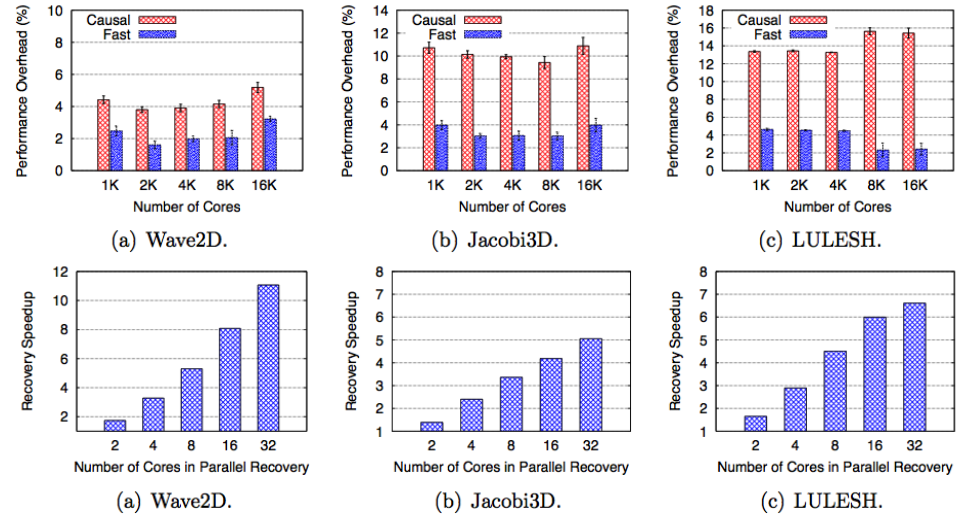 Performance Overhead (%)
10
8
6
4
2
0
Causal
Fast
1K 2K 4K 8K 16K
Number of Cores
(a) Wave2D.
Performance Overhead (%)
14
12
10
8
6
4
2
0
Causal
Fast
1K 2K 4K 8K 16K
Number of Cores
(b) Jacobi3D.
Performance Overhead (%)
18
16
14
12
10
8
6
4
2
0
Causal
Fast
1K 2K 4K 8K 16K
Number of Cores
(c) LULESH.
Recovery Speedup
12
10
8
6
4
2
2 4 8 16 32
Number of Cores in Parallel Recovery
(a) Wave2D.
Recovery Speedup
8
7
6
5
4
3
2
1
2 4 8 16 32
Number of Cores in Parallel Recovery
(b) Jacobi3D.
Recovery Speedup
8
7
6
5
4
3
2
1
2 4 8 16 32
Number of Cores in Parallel Recovery
(c) LULESH.